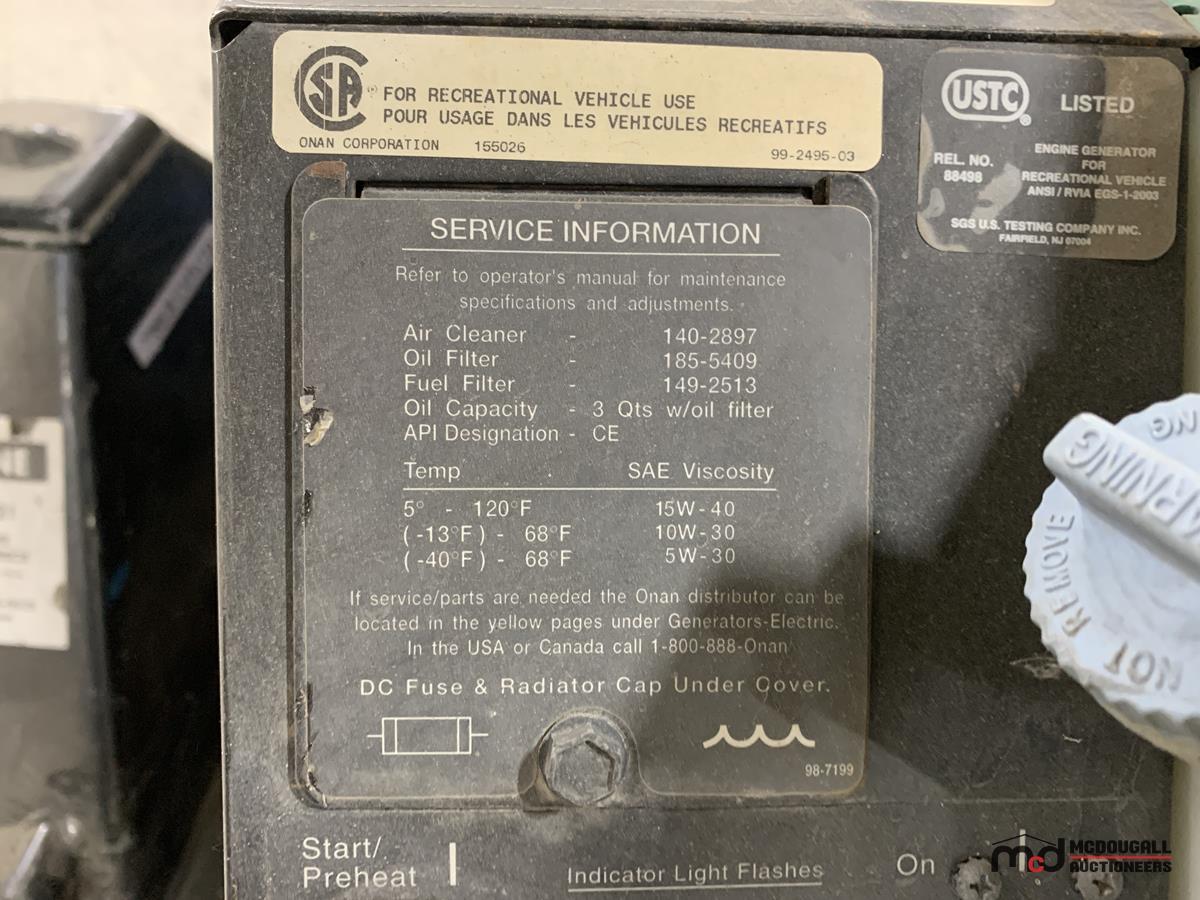 CSA ® FOR RECREATIONAL VEHICLE USE
POUR USAGE DANS LES VEHICULES RECREATIFS
ONAN CORPORATION 155026 99-2495-03
USTC ® LISTED
REL. NO. 88498
ENGINE GENERATOR
FOR
RECREATIONAL VEHICLE
ANSI / RVIA EGS-1-2003
SGS U.S. TESTING COMPANY INC.
FAIRFIELD, NJ 07004
SERVICE INFORMATION
Refer to operator's manual for maintenance
specifications and adjustments.
Air Cleaner - 140-2897
Oil Filter - 185-5409
Fuel Filter - 149-2513
Oil Capacity - 3 Qts w/oil filter
API Designation - CE
Temp SAE Viscosity
5° - 120°F 15W-40
(-13°F) - 68°F 10W-30
(-40°F) - 68°F 5W-30
If service/parts are needed the Onan distributor can be
located in the yellow pages under Generators-Electric.
In the USA or Canada call 1-800-888-Onan
DC Fuse & Radiator Cap Under Cover.
98-7199
NOT REMOVE
Start/
Preheat
Indicator Light Flashes
On
mcd MCDOUGALL
AUCTIONEERS